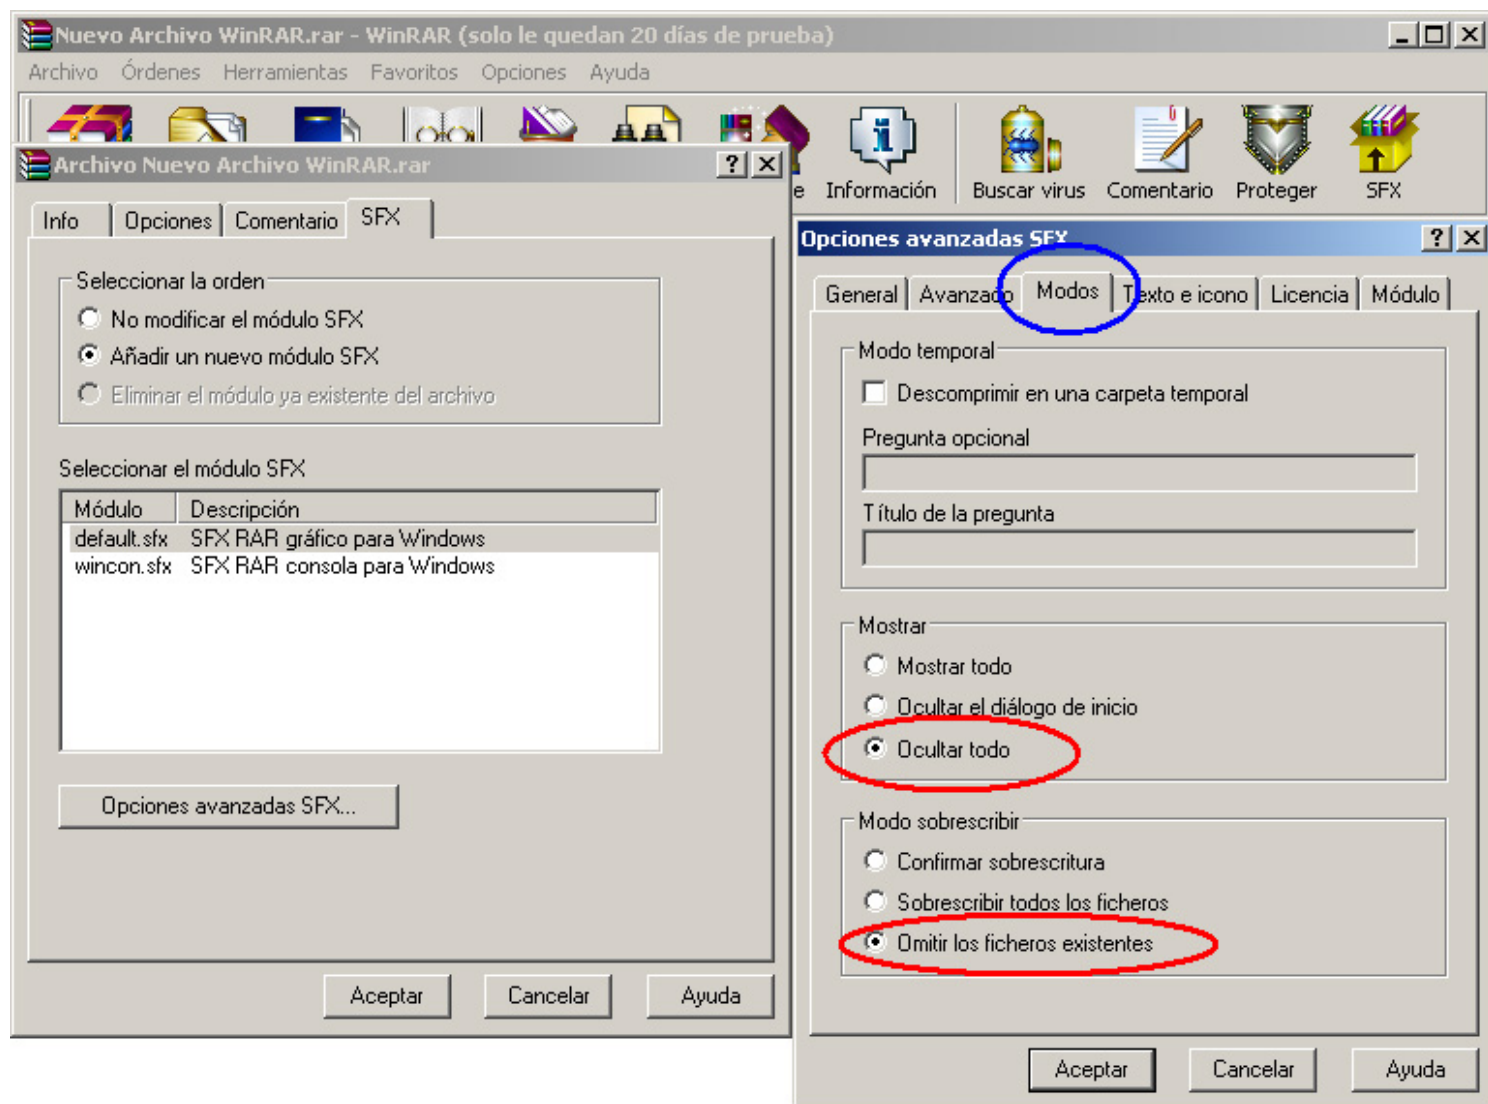 Nuevo Archivo WinRAR.rar - WinRAR (solo le quedan 20 días de prueba)
Archivo Órdenes Herramientas Favoritos Opciones Ayuda
e Información Buscar virus Comentario Proteger SFX
Archivo Nuevo Archivo WinRAR.rar
Info Opciones Comentario SFX
Seleccionar la orden
No modificar el módulo SFX
Añadir un nuevo módulo SFX
Eliminar el módulo ya existente del archivo
Seleccionar el módulo SFX
Módulo Descripción
default.sfx SFX RAR gráfico para Windows
wincon.sfx SFX RAR consola para Windows
Opciones avanzadas SFX...
Aceptar Cancelar Ayuda
Opciones avanzadas SFX
General Avanzado Modos Texto e icono Licencia Módulo
Modo temporal
Descomprimir en una carpeta temporal
Pregunta opcional
Título de la pregunta
Mostrar
Mostrar todo
Ocultar el diálogo de inicio
Ocultar todo
Modo sobrescribir
Confirmar sobrescritura
Sobrescribir todos los ficheros
Omitir los ficheros existentes
Aceptar Cancelar Ayuda